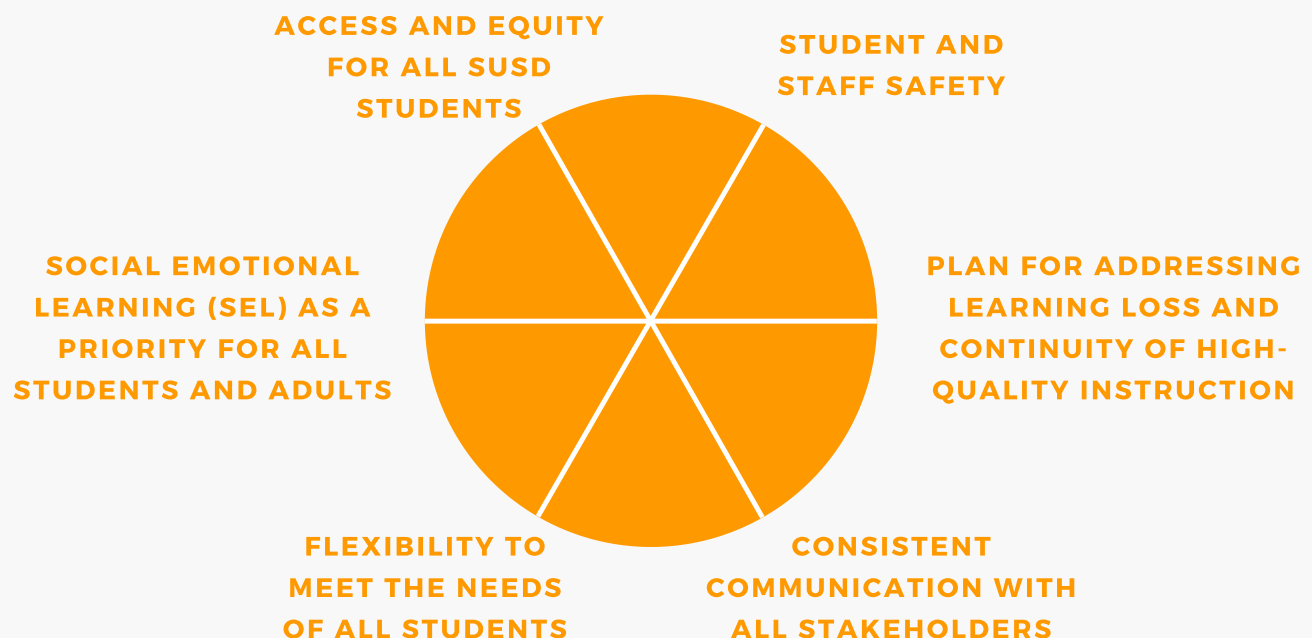 ACCESS AND EQUITY
FOR ALL SUSD
STUDENTS
STUDENT AND
STAFF SAFETY
SOCIAL EMOTIONAL
LEARNING (SEL) AS A
PRIORITY FOR ALL
STUDENTS AND ADULTS
PLAN FOR ADDRESSING
LEARNING LOSS AND
CONTINUITY OF HIGH-
QUALITY INSTRUCTION
FLEXIBILITY TO
MEET THE NEEDS
OF ALL STUDENTS
CONSISTENT
COMMUNICATION WITH
ALL STAKEHOLDERS